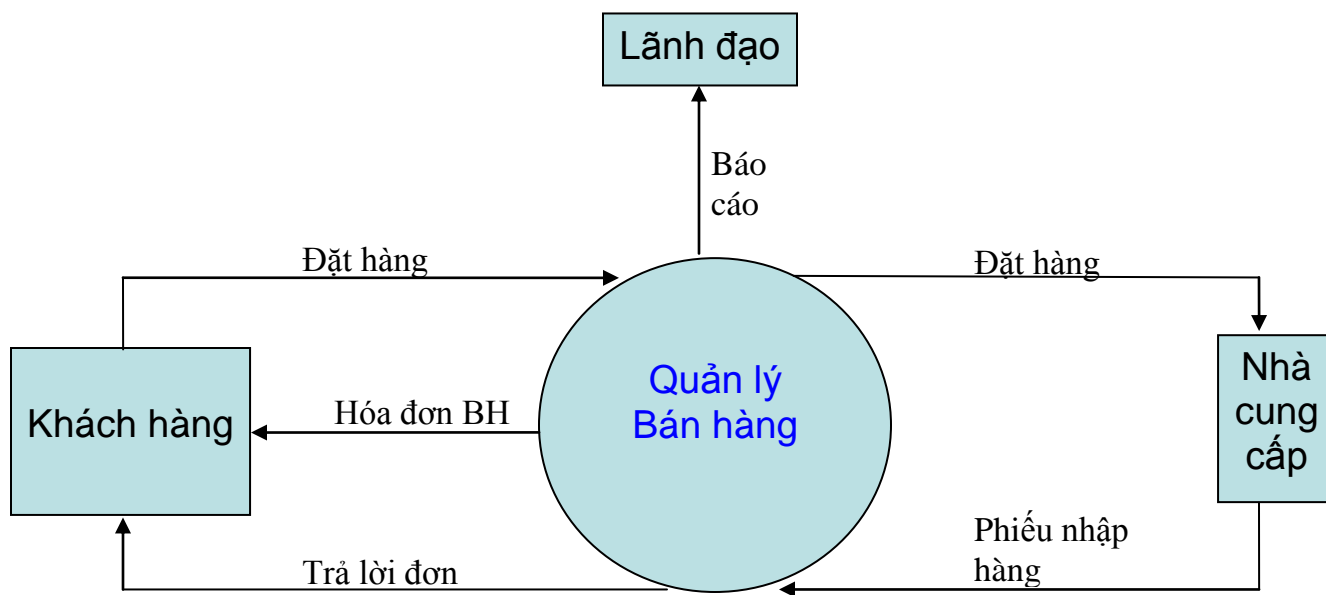 Lãnh đạo
Báo
cáo
Đặt hàng
Đặt hàng
Khách hàng
Hóa đơn BH
Quản lý
Bán hàng
Nhà
cung
cấp
Trả lời đơn
Phiếu nhập
hàng